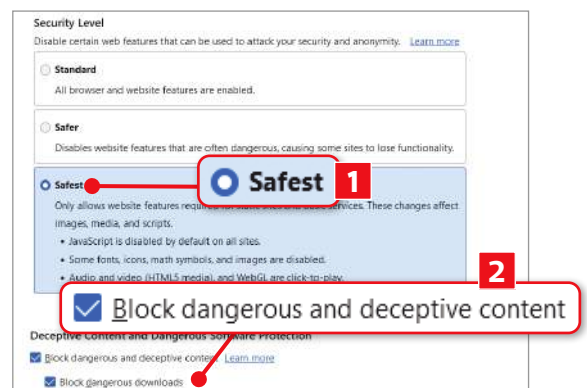 Security Level
Disable certain web features that can be used to attack your security and anonymity. Learn more
Standard
All browser and website features are enabled.
Safer
Disables website features that are often dangerous, causing some sites to lose functionality.
Safest
Safest 1
Only allows website features required services. These changes affect
images, media, and scripts.
• JavaScript is disabled by default on all sites.
• Some fonts, icons, math symbols, and images are disabled.
• Audio and video (HTML5 media), and WebGL are click-to-play.
2
Block dangerous and deceptive content
Deceptive Content and Dangerous Software Protection
Block dangerous and deceptive content Learn more
Block dangerous downloads